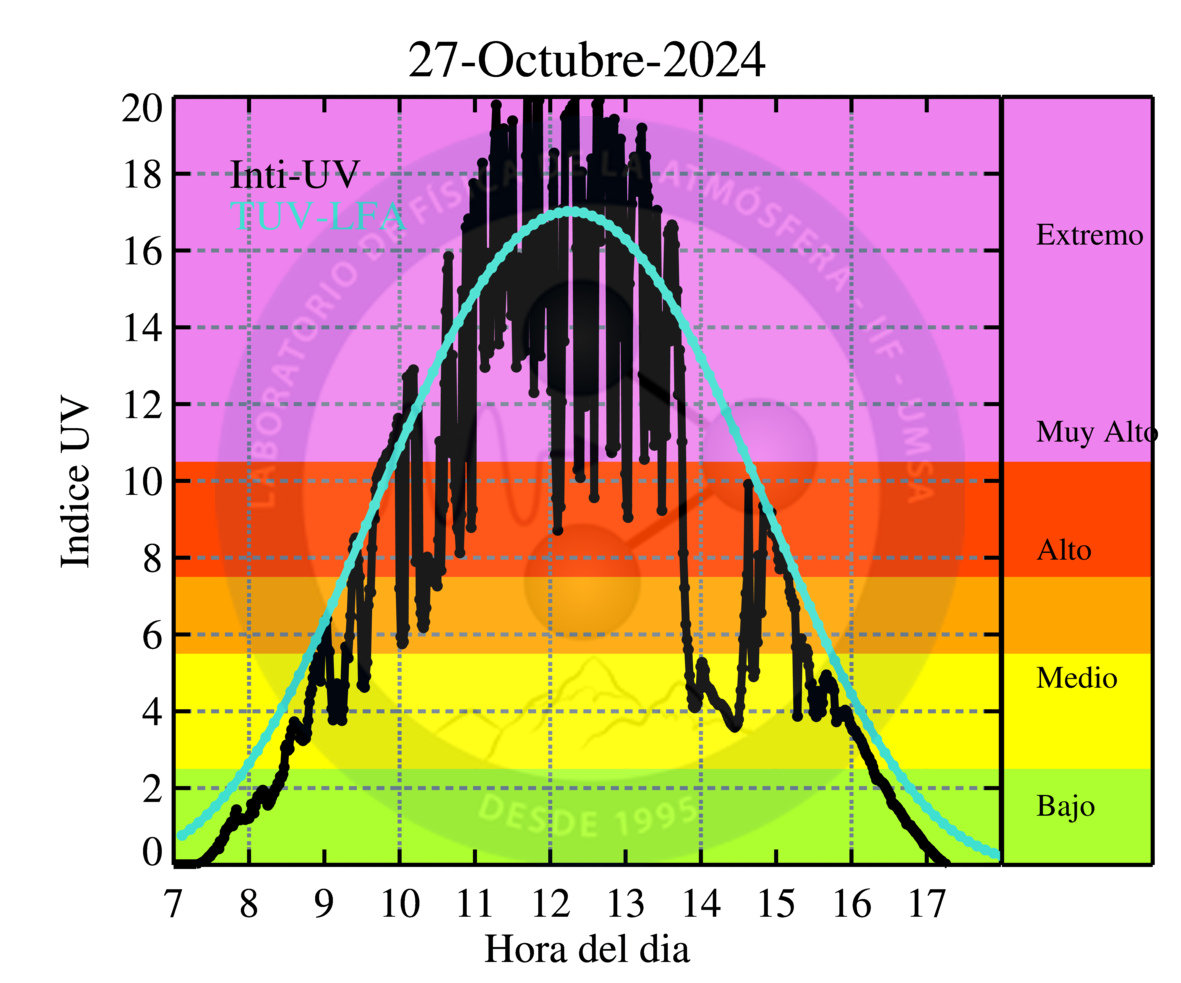 27-Octubre-2024
Inti-UV
TUV-LFA
Indice UV
20
18
16
14
12
10
8
6
4
2
0
7 8 9 10 11 12 13 14 15 16 17
Hora del dia
Extremo
Muy Alto
Alto
Medio
Bajo
LABORATORIO DE FÍSICA DE LA ATMÓSFERA - IIF - UMSA
DESDE 1995